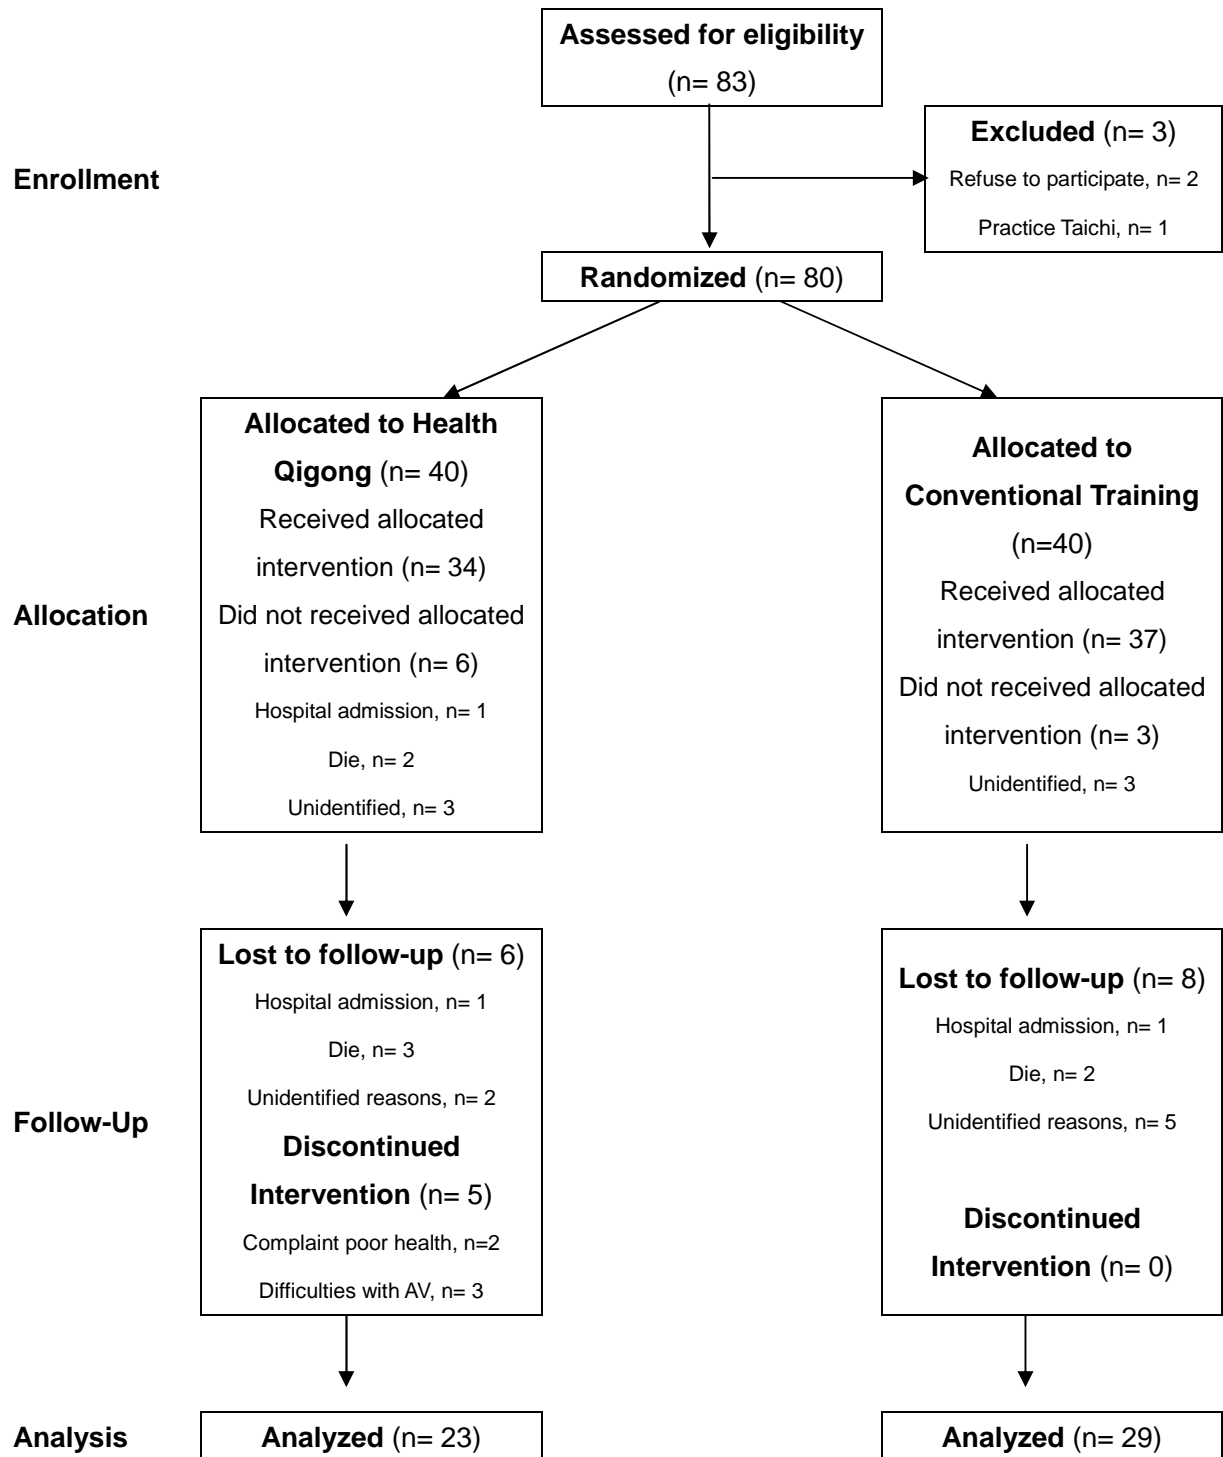 Assessed for eligibility
(n= 83)
Excluded (n= 3)
Refuse to participate, n= 2
Practice Taichi, n= 1
Enrollment
Randomized (n= 80)
Allocated to Health
Qigong (n= 40)
Received allocated
intervention (n= 34)
Did not received allocated
intervention (n= 6)
Hospital admission, n= 1
Die, n= 2
Unidentified, n= 3
Allocated to
Conventional Training
(n=40)
Received allocated
intervention (n= 37)
Did not received allocated
intervention (n= 3)
Unidentified, n= 3
Allocation
Lost to follow-up (n= 6)
Hospital admission, n= 1
Die, n= 3
Unidentified reasons, n= 2
Discontinued
Intervention (n= 5)
Complaint poor health, n=2
Difficulties with AV, n= 3
Lost to follow-up (n= 8)
Hospital admission, n= 1
Die, n= 2
Unidentified reasons, n= 5
Discontinued
Intervention (n= 0)
Follow-Up
Analysis
Analyzed (n= 23)
Analyzed (n= 29)